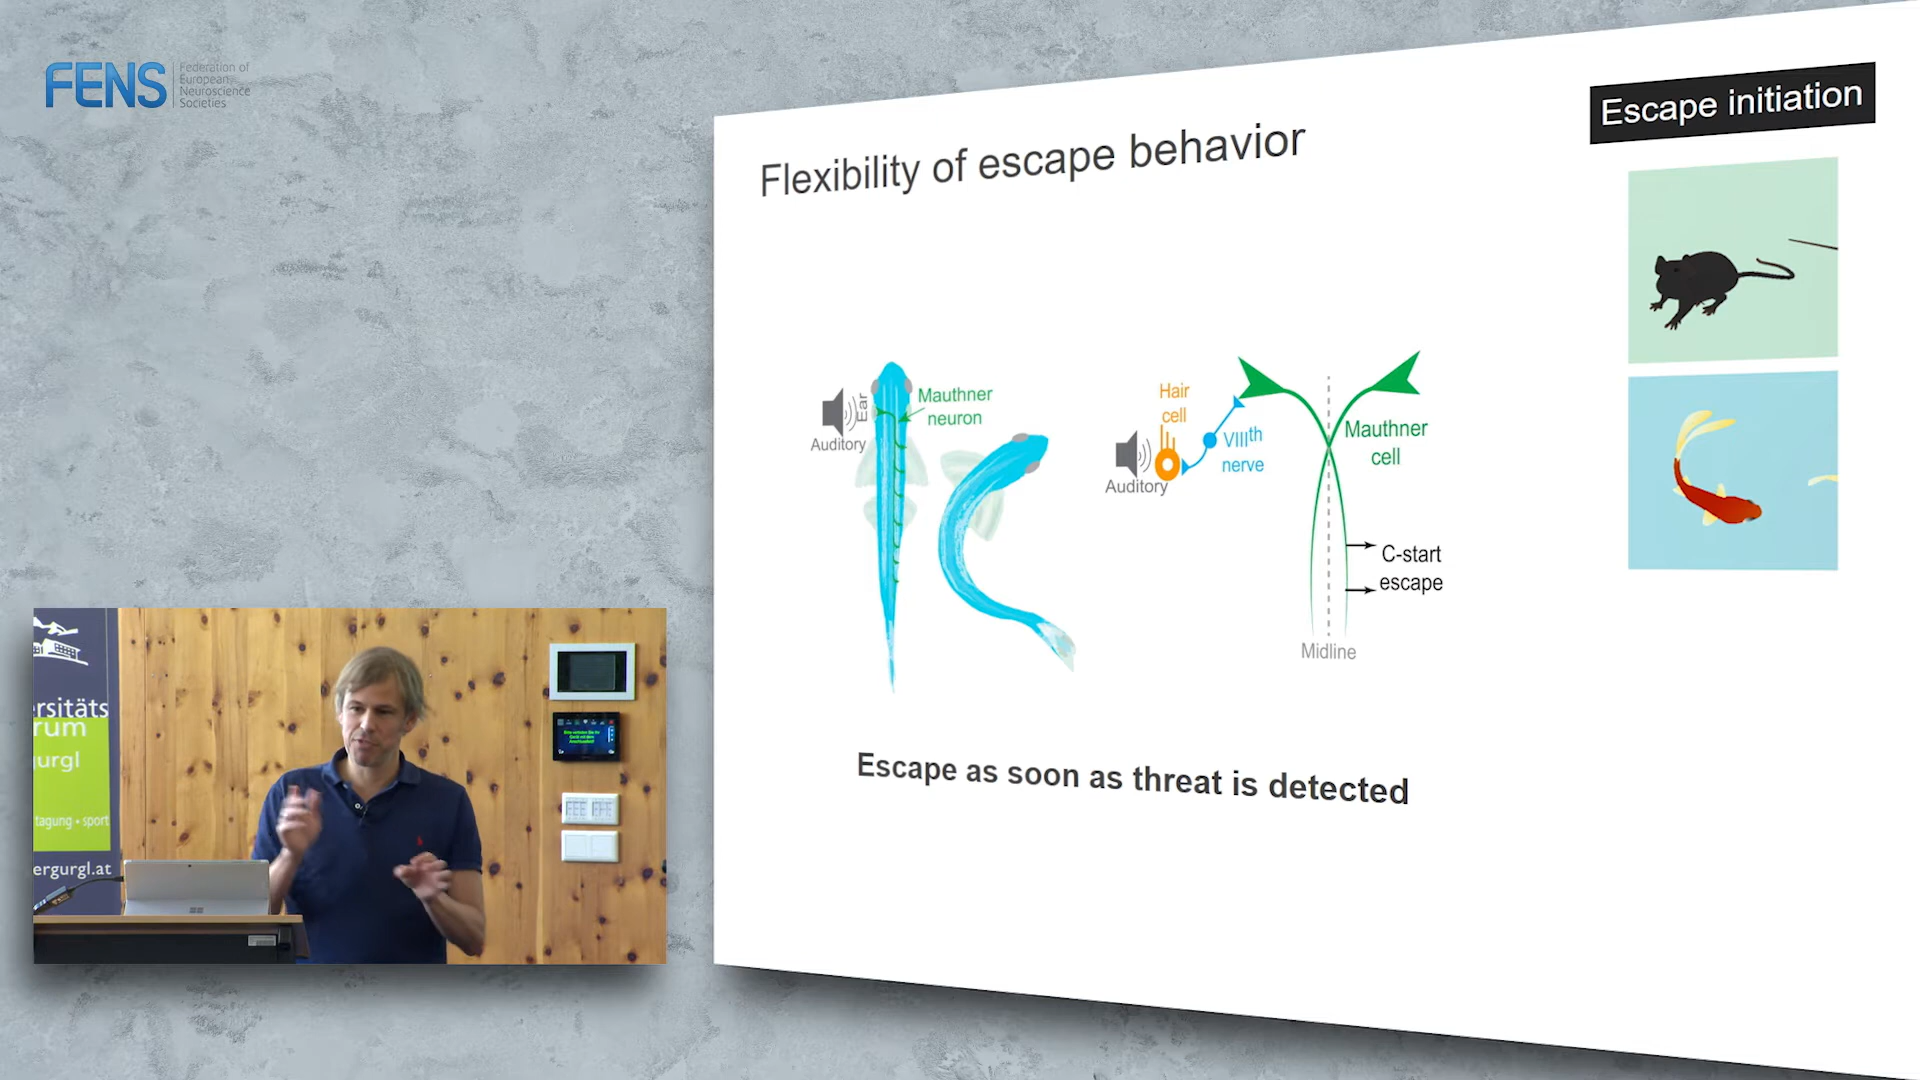 FENS
Federation of
European
Neuroscience
Societies
Flexibility of escape behavior
Escape initiation
Ear
Auditory
Mauthner
neuron
Hair
cell
Auditory
VIIIth
nerve
Mauthner
cell
C-start
escape
Midline
Escape as soon as threat is detected
ersitäts
rum
urgl
tagung • sport
ergurgl.at